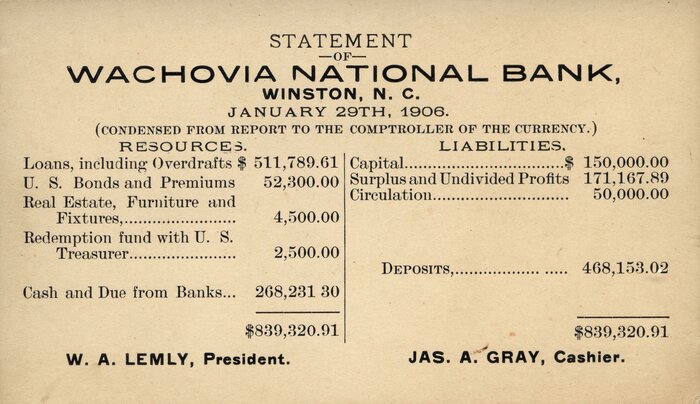 STATEMENT
—OF—
WACHOVIA NATIONAL BANK,
WINSTON, N. C.
JANUARY 29TH, 1906.
(CONDENSED FROM REPORT TO THE COMPTROLLER OF THE CURRENCY.)
RESOURCES.
Loans, including Overdrafts $ 511,789.61
U. S. Bonds and Premiums 52,300.00
Real Estate, Furniture and
Fixtures,...................... 4,500.00
Redemption fund with U. S.
Treasurer..................... 2,500.00
Cash and Due from Banks... 268,231 30
$839,320.91
W. A. LEMLY, President.
LIABILITIES.
Capital..............................$ 150,000.00
Surplus and Undivided Profits 171,167.89
Circulation......................... 50,000.00
DEPOSITS,.................. ..... 468,153.02
$839,320.91
JAS. A. GRAY, Cashier.